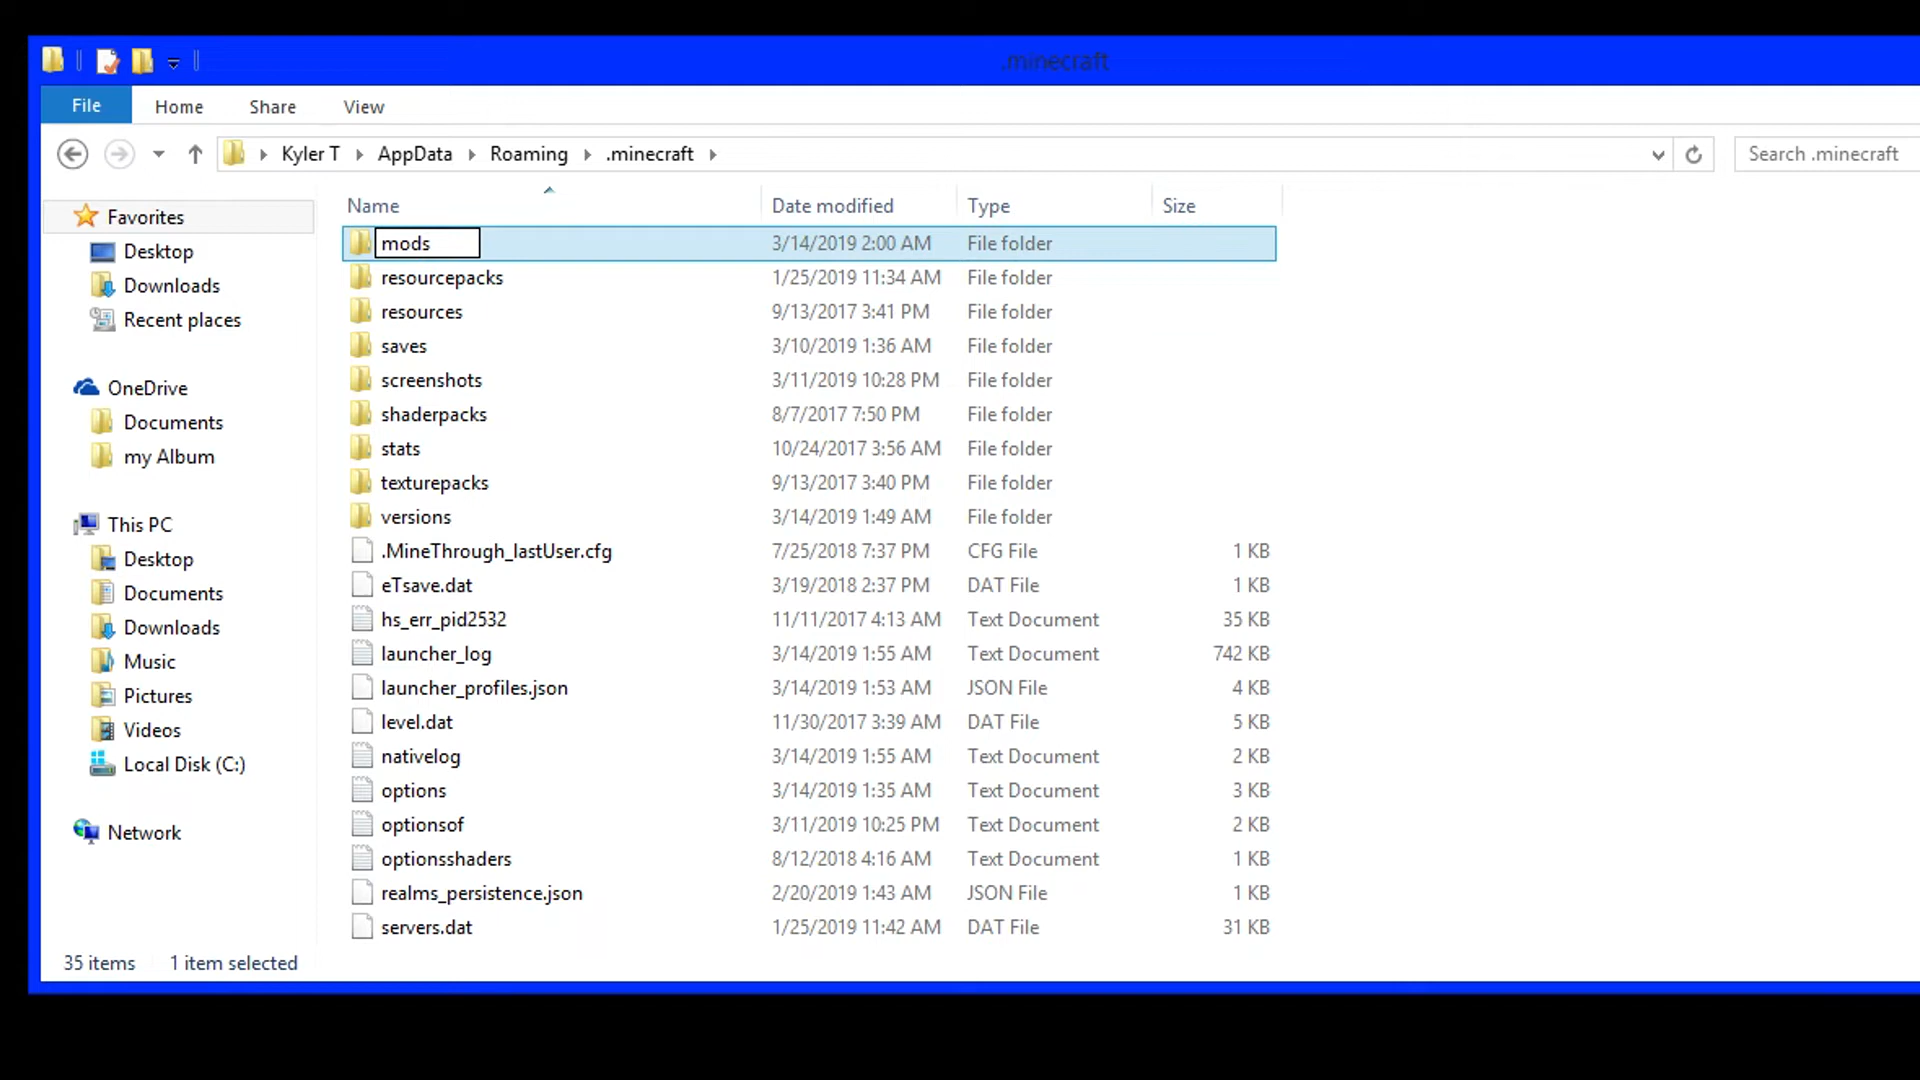 .minecraft
File Home Share View
Kyler T AppData Roaming .minecraft Search .minecraft
Name Date modified Type Size
Favorites
Desktop
Downloads
Recent places
OneDrive
Documents
my Album
This PC
Desktop
Documents
Downloads
Music
Pictures
Videos
Local Disk (C:)
Network
mods 3/14/2019 2:00 AM File folder
resourcepacks 1/25/2019 11:34 AM File folder
resources 9/13/2017 3:41 PM File folder
saves 3/10/2019 1:36 AM File folder
screenshots 3/11/2019 10:28 PM File folder
shaderpacks 8/7/2017 7:50 PM File folder
stats 10/24/2017 3:56 AM File folder
texturepacks 9/13/2017 3:40 PM File folder
versions 3/14/2019 1:49 AM File folder
.MineThrough_lastUser.cfg 7/25/2018 7:37 PM CFG File 1 KB
eTsave.dat 3/19/2018 2:37 PM DAT File 1 KB
hs_err_pid2532 11/11/2017 4:13 AM Text Document 35 KB
launcher_log 3/14/2019 1:55 AM Text Document 742 KB
launcher_profiles.json 3/14/2019 1:53 AM JSON File 4 KB
level.dat 11/30/2017 3:39 AM DAT File 5 KB
nativelog 3/14/2019 1:55 AM Text Document 2 KB
options 3/14/2019 1:35 AM Text Document 3 KB
optionsof 3/11/2019 10:25 PM Text Document 2 KB
optionsshaders 8/12/2018 4:16 AM Text Document 1 KB
realms_persistence.json 2/20/2019 1:43 AM JSON File 1 KB
servers.dat 1/25/2019 11:42 AM DAT File 31 KB
35 items 1 item selected